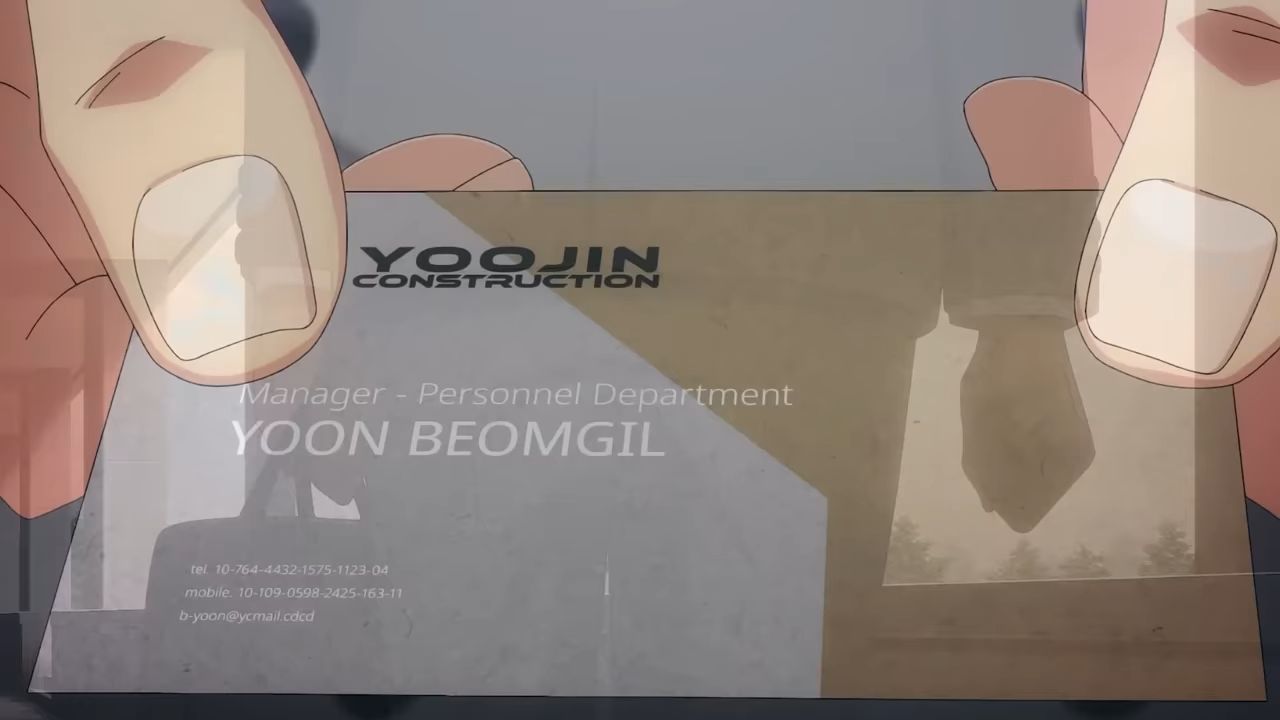 YOOJIN
CONSTRUCTION
Manager - Personnel Department
YOON BEOMGIL
tel. 10-764-4432-1575-1123-04
mobile. 10-109-0598-2425-163-11
b-yoon@ycmail.cdcd